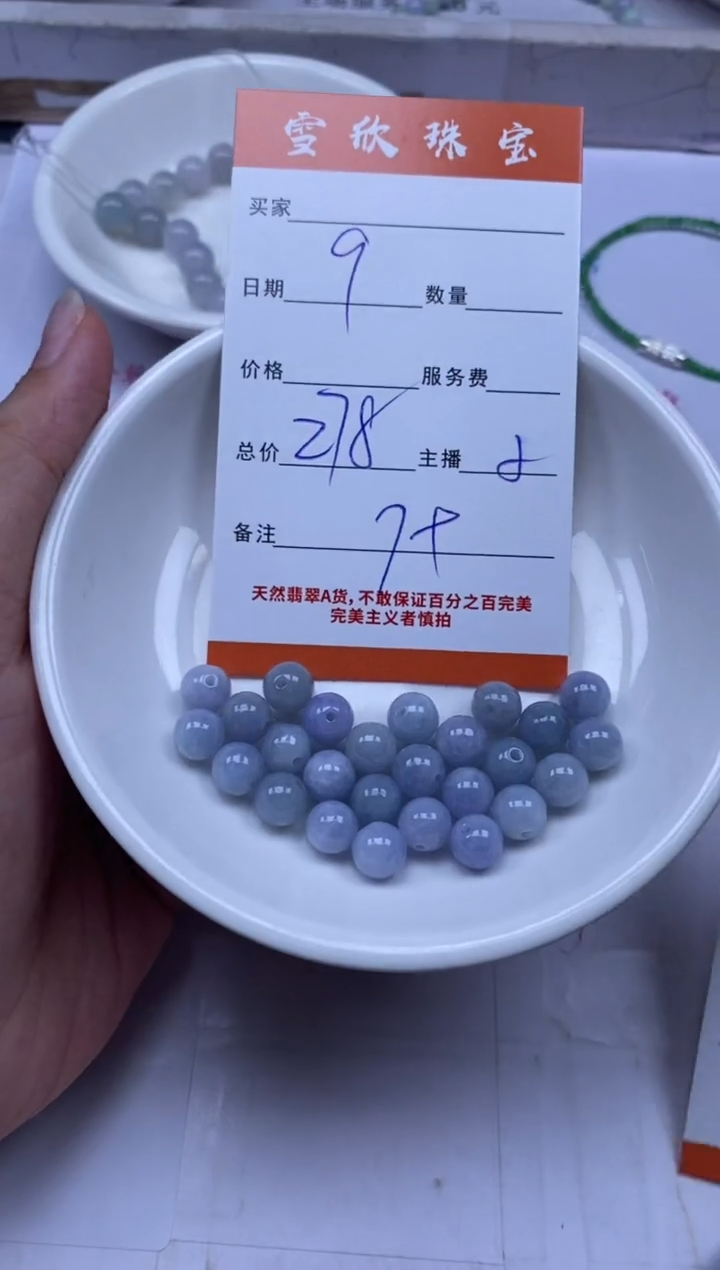 雪欣珠宝
买家
日期 9 数量
价格 服务费
总价 278 主播
备注 7+
天然翡翠A货，不敢保证百分之百完美
完美主义者慎拍